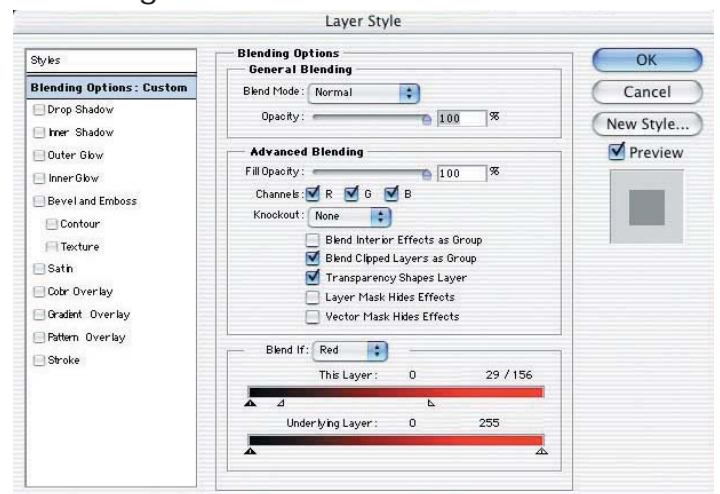 Layer Style
Styles
Blending Options: Custom
Drop Shadow
Inner Shadow
Outer Glow
Inner Glow
Bevel and Emboss
Contour
Texture
Satin
Color Overlay
Gradient Overlay
Pattern Overlay
Stroke
Blending Options
General Blending
Blend Mode: Normal
Opacity: 100 %
Advanced Blending
Fill Opacity: 100 %
Channels: R G B
Knockout: None
Blend Interior Effects as Group
Blend Clipped Layers as Group
Transparency Shapes Layer
Layer Mask Hides Effects
Vector Mask Hides Effects
Blend If: Red
This Layer: 0 29 / 156
Underlying Layer: 0 255
OK
Cancel
New Style...
Preview